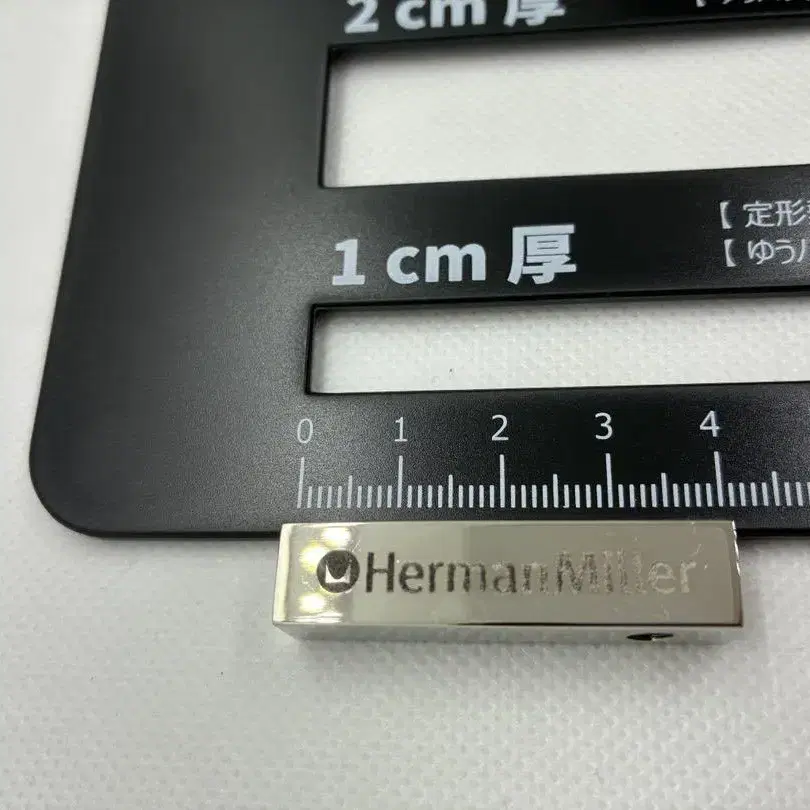 2 cm 厚
1 cm 厚
【 定形
【 ゆう
0 1 2 3 4
HermanMiller